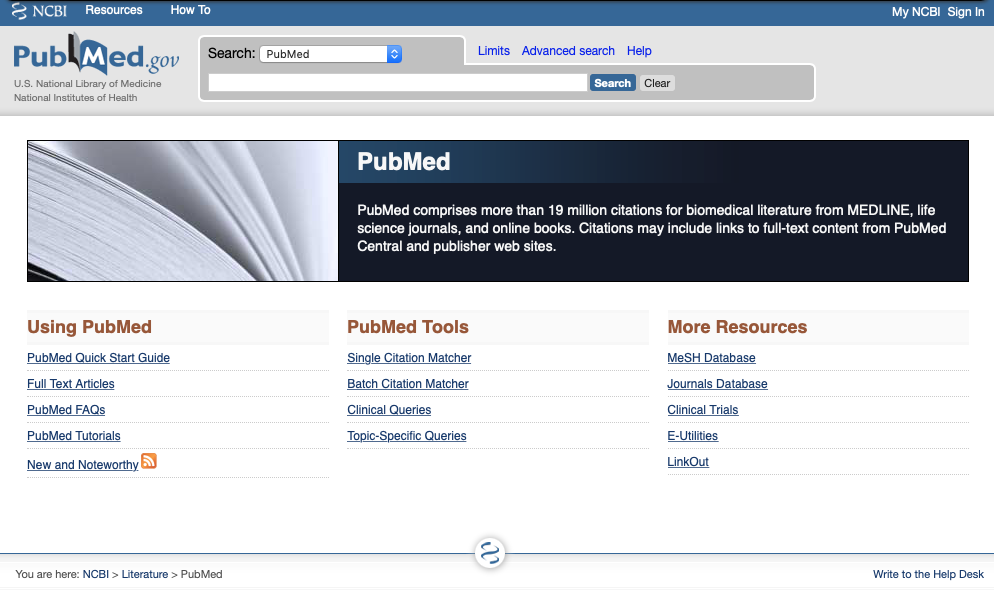 NCBI Resources How To My NCBI Sign In
PubMed.gov
U.S. National Library of Medicine
National Institutes of Health
Search: PubMed
Limits Advanced search Help
Search Clear
PubMed
PubMed comprises more than 19 million citations for biomedical literature from MEDLINE, life
science journals, and online books. Citations may include links to full-text content from PubMed
Central and publisher web sites.
Using PubMed
PubMed Quick Start Guide
Full Text Articles
PubMed FAQs
PubMed Tutorials
New and Noteworthy
PubMed Tools
Single Citation Matcher
Batch Citation Matcher
Clinical Queries
Topic-Specific Queries
More Resources
MeSH Database
Journals Database
Clinical Trials
E-Utilities
LinkOut
You are here: NCBI > Literature > PubMed
Write to the Help Desk